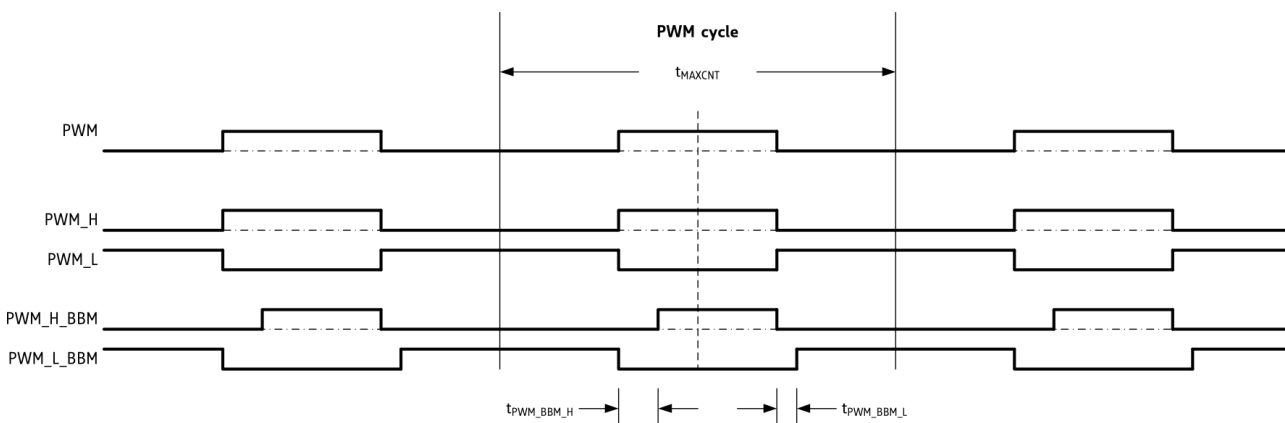 PWM cycle
tMAXCNT
PWM
PWM_H
PWM_L
PWM_H_BBM
PWM_L_BBM
tPWM_BBM_H
tPWM_BBM_L